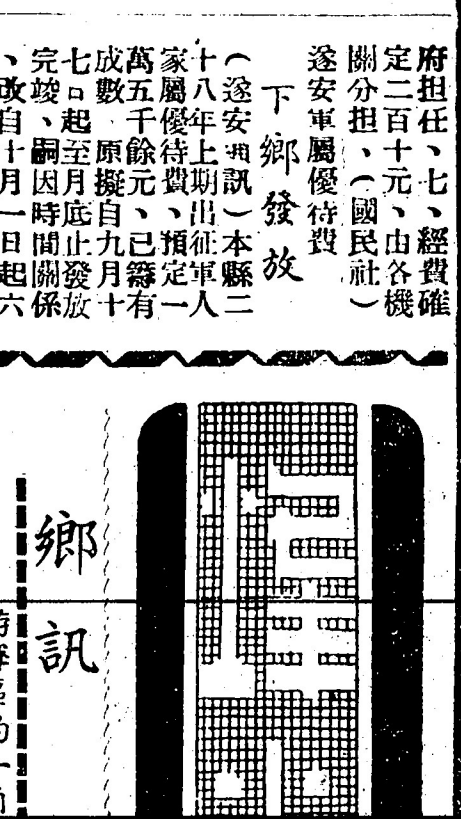 府担任、七、經費確
定二百十元、由各機
關分担、(國民社)
遂安軍屬優待費
下鄉發放
(遂安通訊)本縣二
十八年上期出征軍人
家屬優待費、預定一
萬五千餘元、已籌有
成數、原擬自九月十
七日起至月底止發放
完竣、嗣因時間關係
、改自十月一日起六
鄉訊